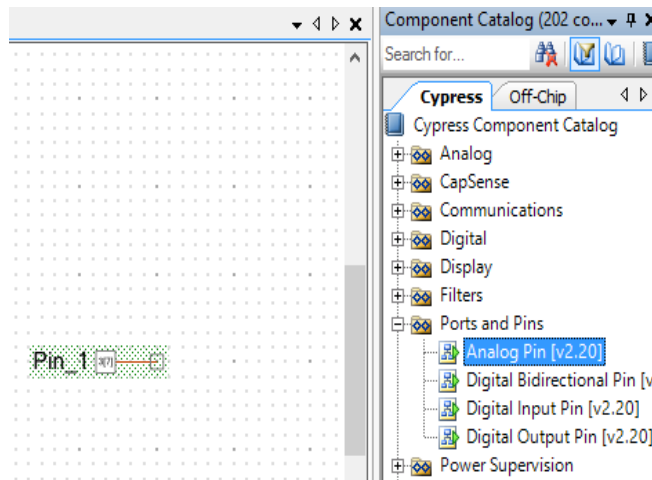 Component Catalog (202 co...
Search for...
Cypress
Off-Chip
Cypress Component Catalog
Analog
CapSense
Communications
Digital
Display
Filters
Ports and Pins
Analog Pin [v2.20]
Digital Bidirectional Pin [v
Digital Input Pin [v2.20]
Digital Output Pin [v2.20]
Power Supervision
Pin_1